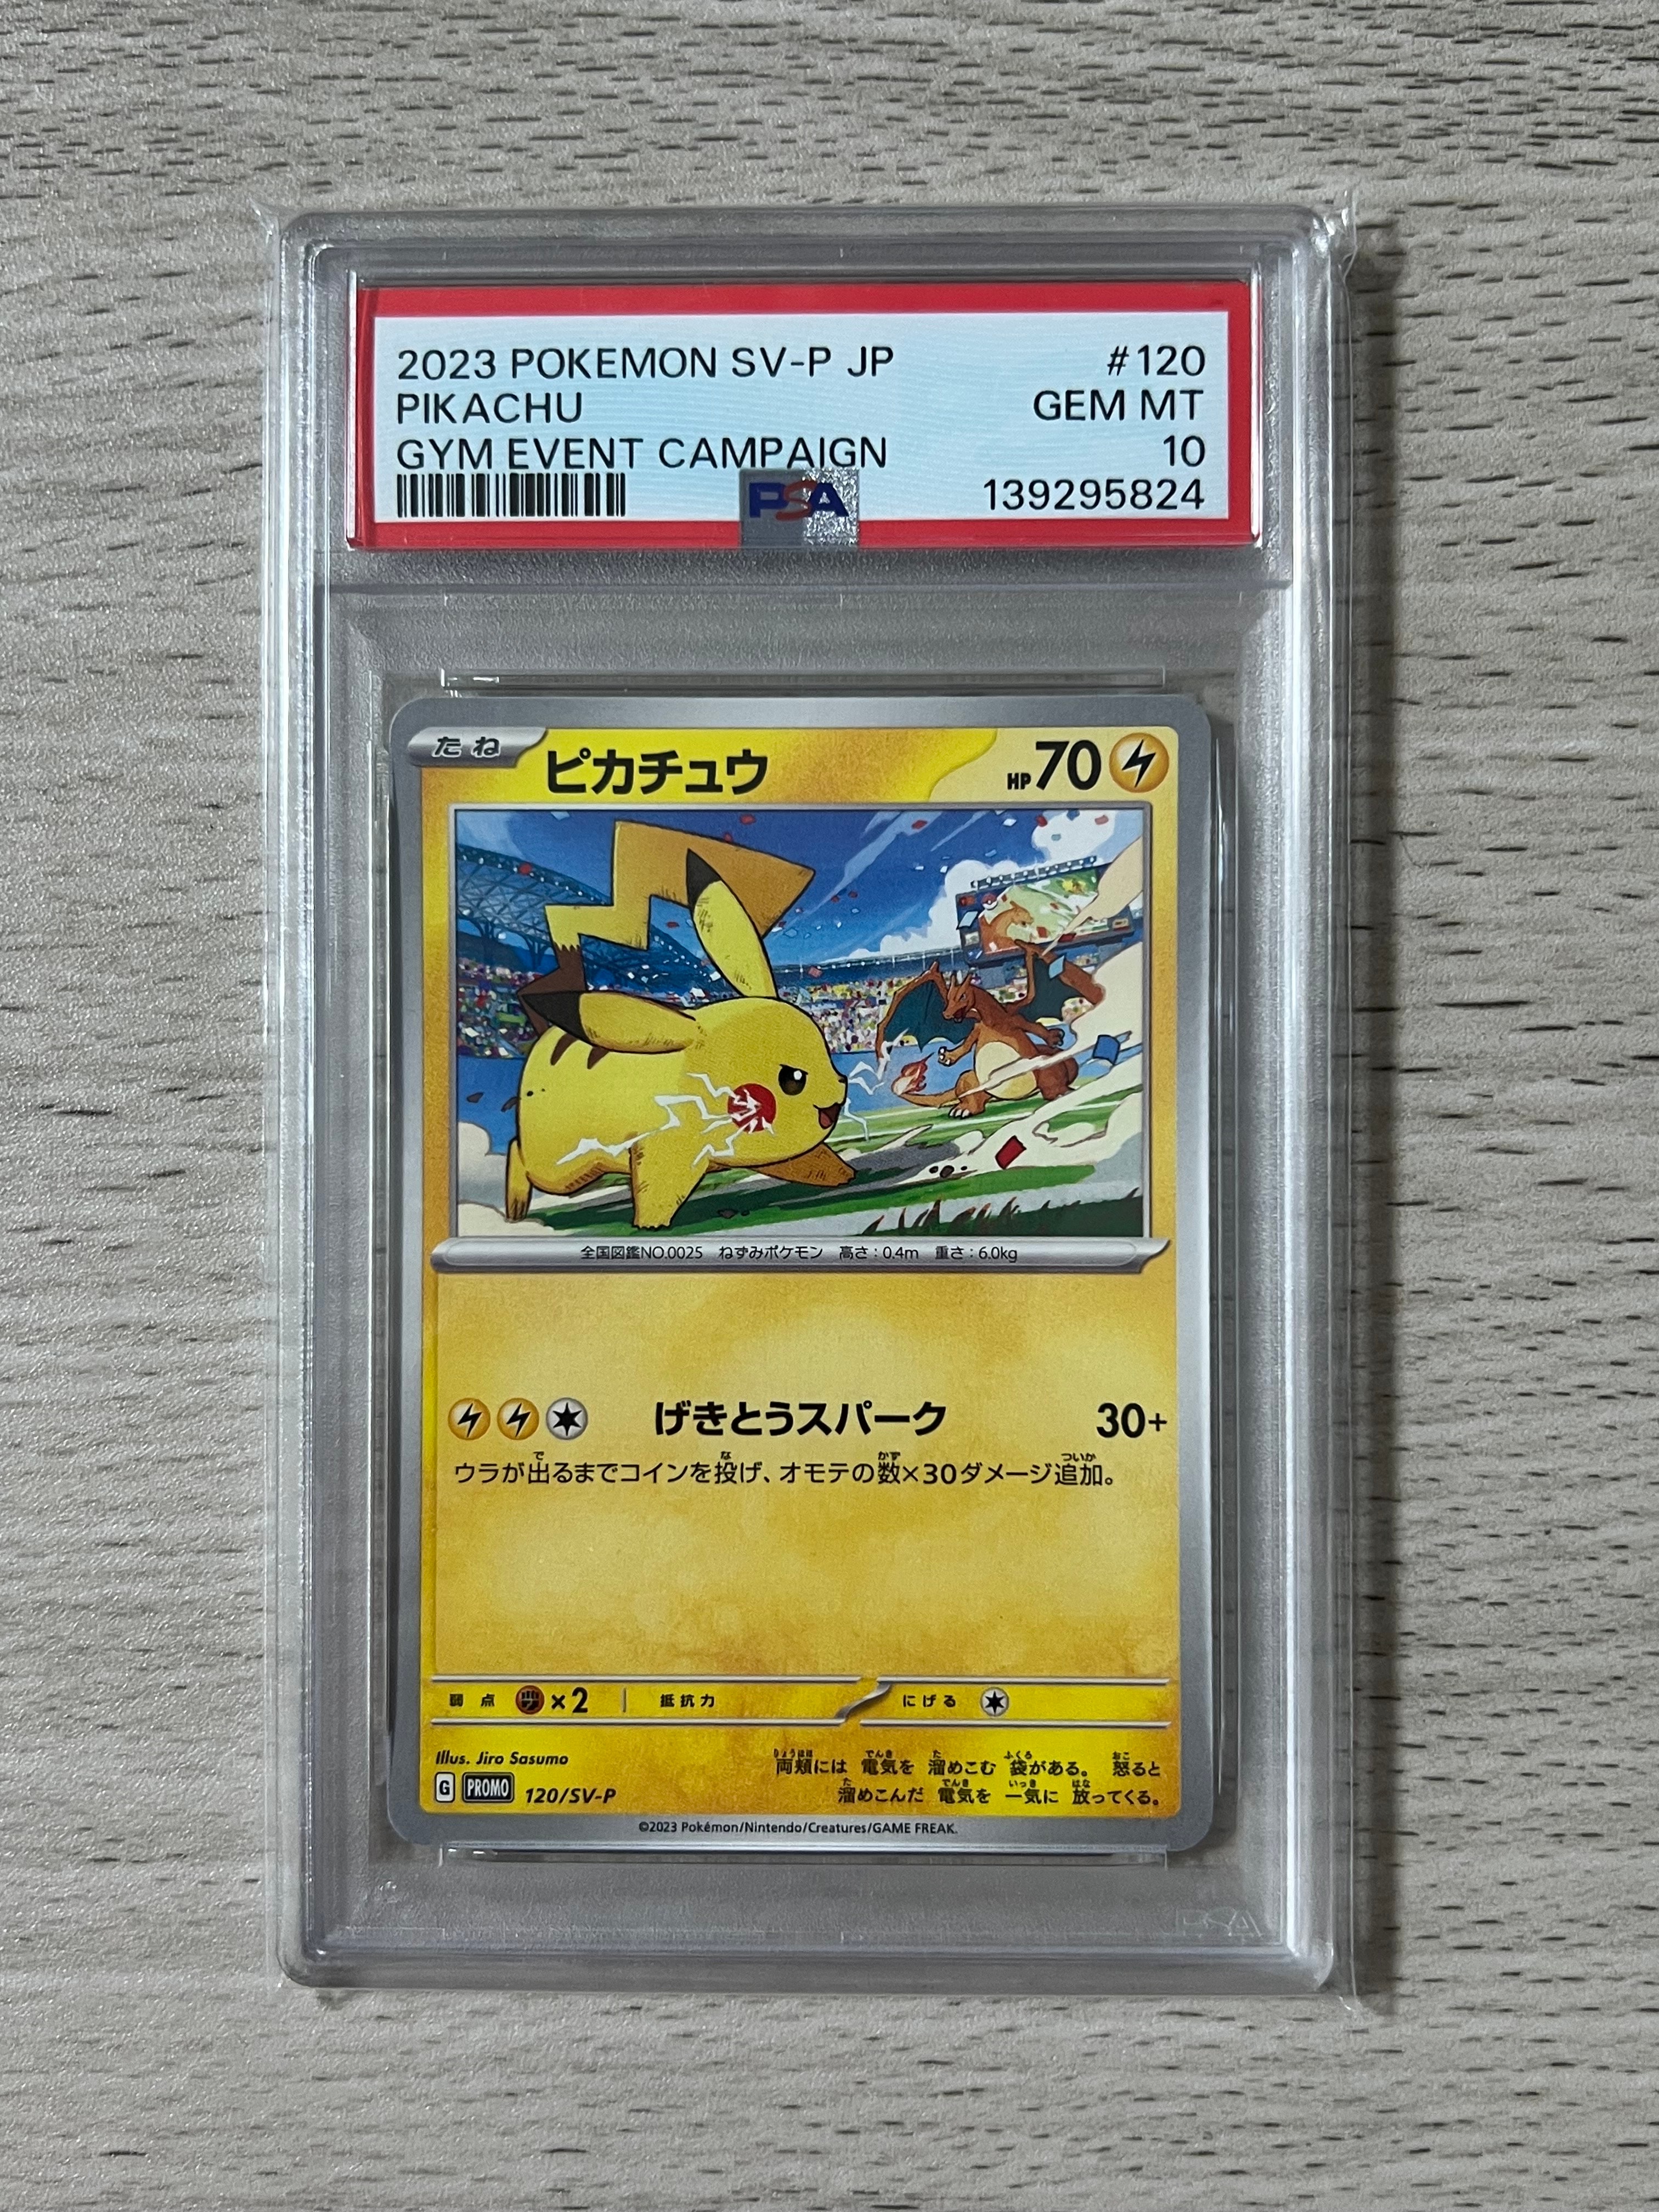 2023 POKEMON SV-P JP #120
PIKACHU GEM MT
GYM EVENT CAMPAIGN 10
PSA 139295824
たね ピカチュウ HP70
全国図鑑NO.0025 ねずみポケモン 高さ:0.4m 重さ:6.0kg
げきとうスパーク 30+
ウラが出るまでコインを投げ、オモテの数×30ダメージ追加。
弱点 ×2 抵抗力 にげる
Illus. Jiro Sasumo
両頬には 電気を 溜めこむ 袋がある。 怒ると
溜めこんだ 電気を 一気に 放ってくる。
G PROMO 120/SV-P
©2023 Pokémon/Nintendo/Creatures/GAME FREAK.
PSA